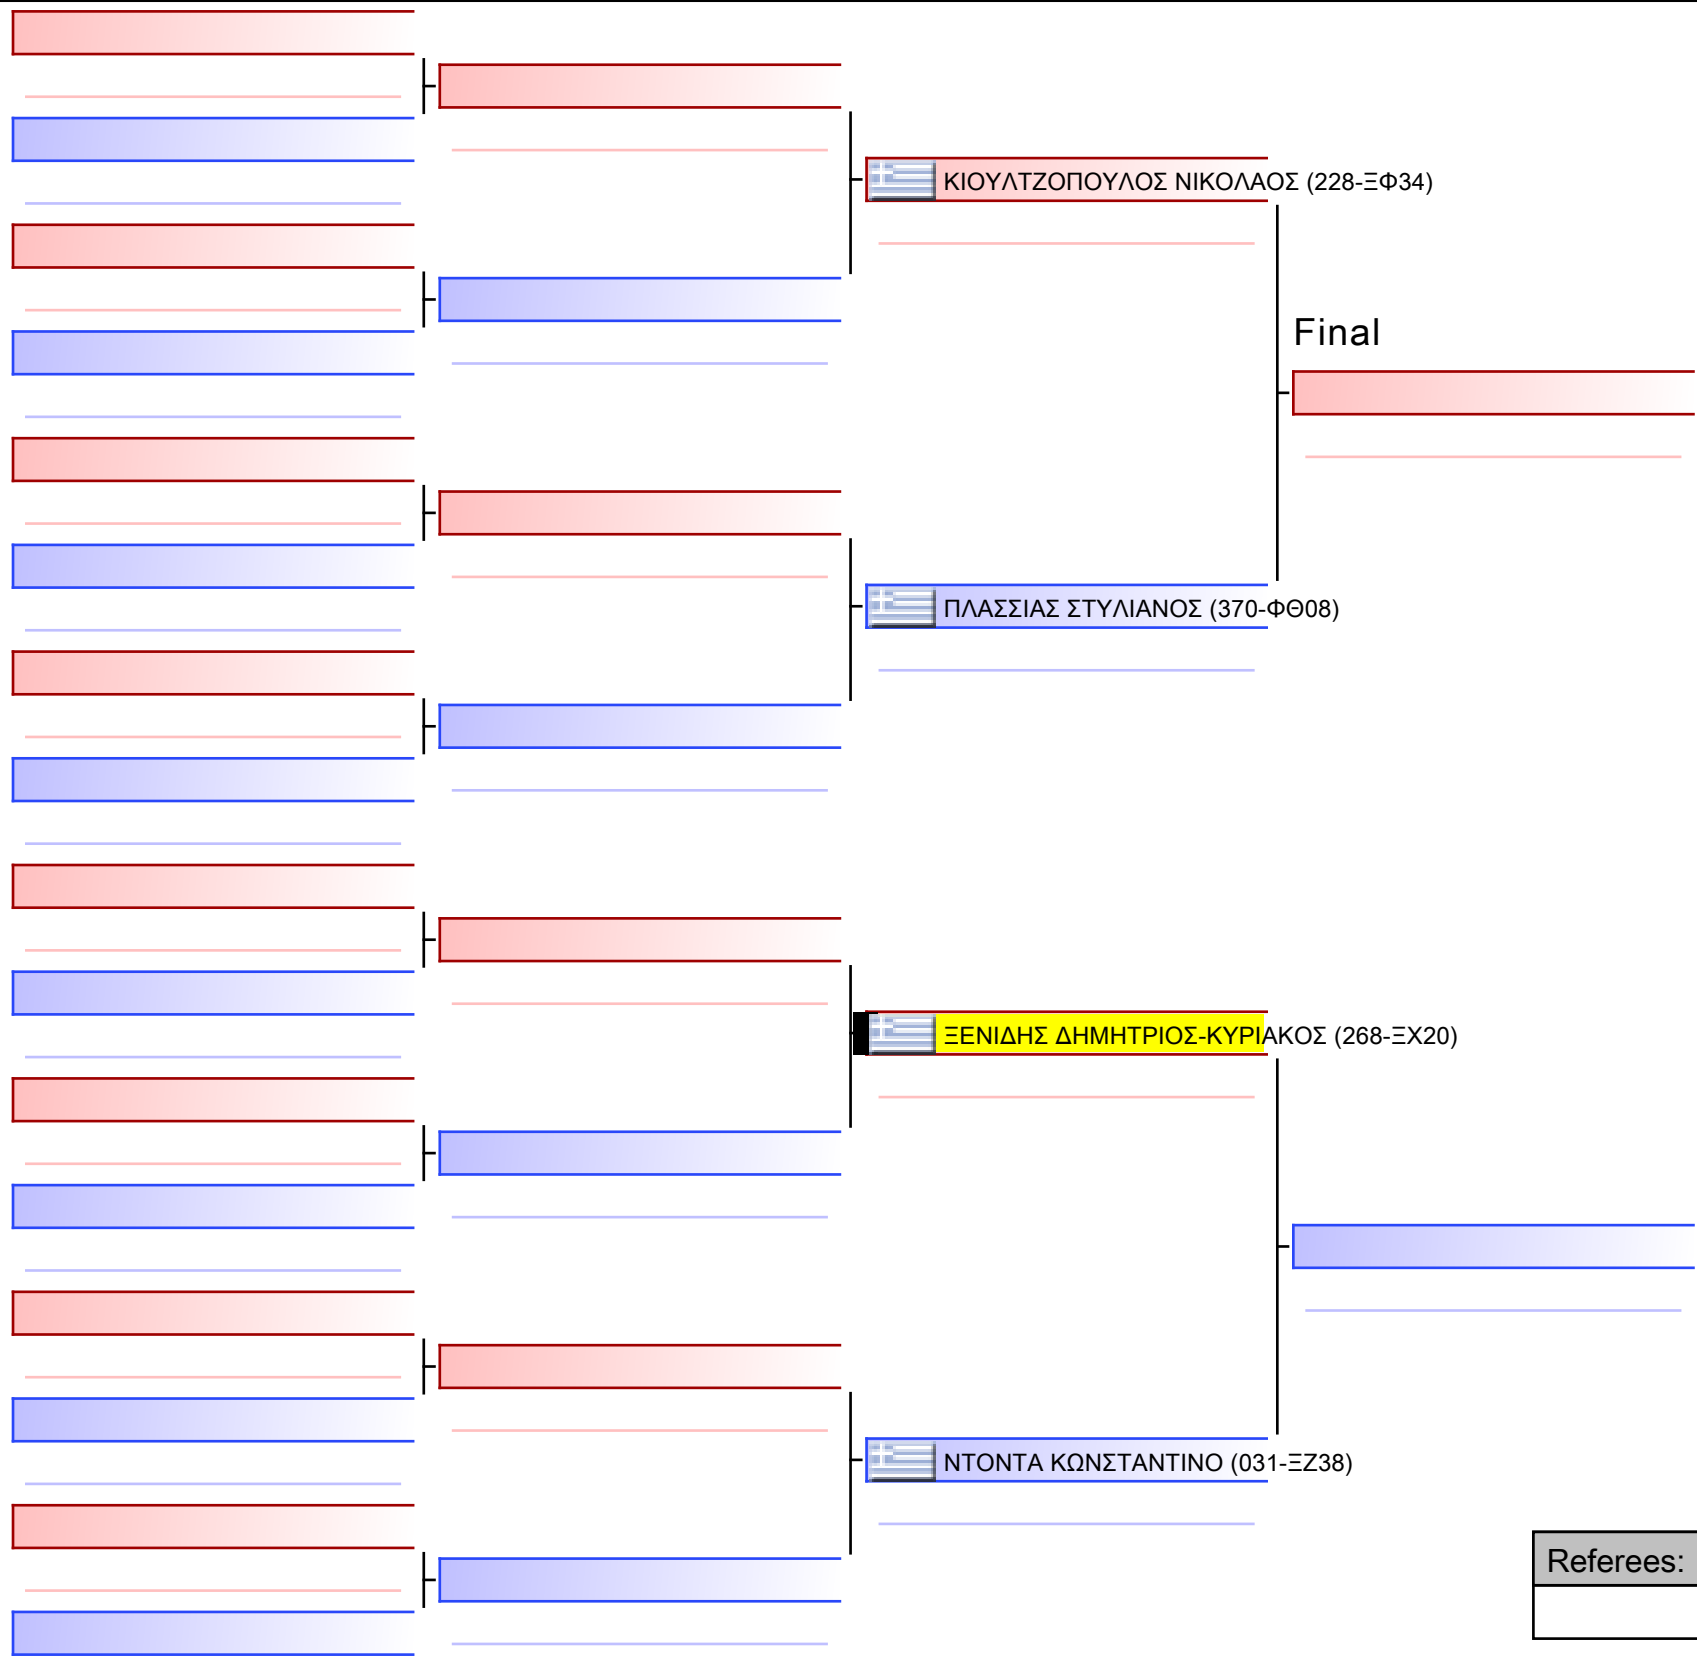 ΚΙΟΥΛΤΖΟΠΟΥΛΟΣ ΝΙΚΟΛΑΟΣ (228-ΞΦ34)
Final
ΠΛΑΣΣΙΑΣ ΣΤΥΛΙΑΝΟΣ (370-ΦΘ08)
ΞΕΝΙΔΗΣ ΔΗΜΗΤΡΙΟΣ-ΚΥΡΙΑΚΟΣ (268-ΞΧ20)
ΝΤΟΝΤΑ ΚΩΝΣΤΑΝΤΙΝΟ (031-ΞΖ38)
Referees: